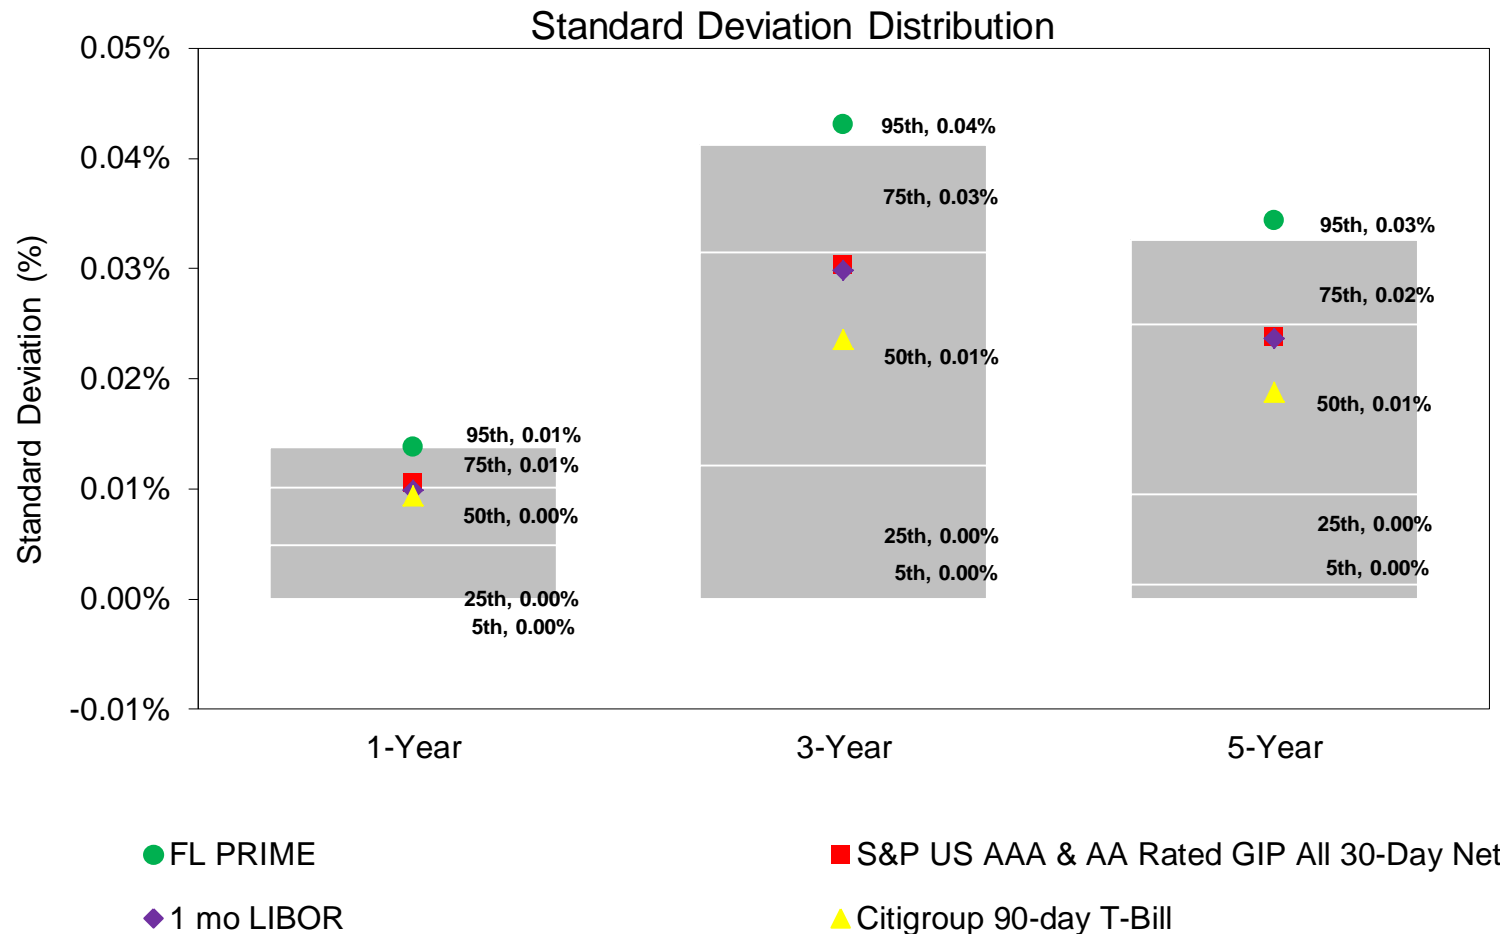 Standard Deviation Distribution
0.05%
0.04%
0.03%
0.02%
0.01%
0.00%
-0.01%
Standard Deviation (%)
95th, 0.01%
75th, 0.01%
50th, 0.00%
25th, 0.00%
5th, 0.00%
95th, 0.04%
75th, 0.03%
50th, 0.01%
25th, 0.00%
5th, 0.00%
95th, 0.03%
75th, 0.02%
50th, 0.01%
25th, 0.00%
5th, 0.00%
1-Year
3-Year
5-Year
FL PRIME
S&P US AAA & AA Rated GIP All 30-Day Net
1 mo LIBOR
Citigroup 90-day T-Bill